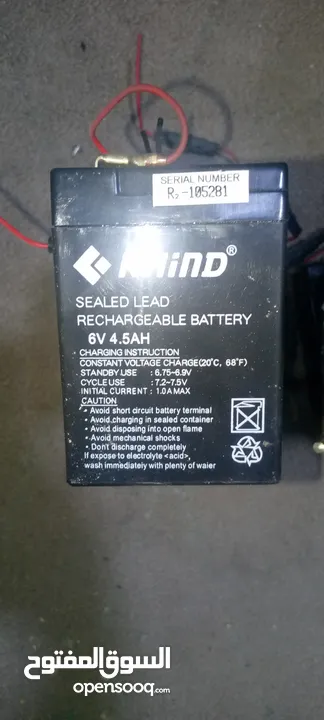 SERIAL NUMBER
R₂-105281
KHIND®
SEALED LEAD
RECHARGEABLE BATTERY
6V 4.5AH
CHARGING INSTRUCTION
CONSTANT VOLTAGE CHARGE(20°C, 68°F)
STANDBY USE : 6.75-6.9V
CYCLE USE : 7.2-7.5V
INITIAL CURRENT : 1.0A MAX
CAUTION
• Avoid short circuit battery terminal
• Avoid,charging in sealed container
• Avoid disposing into open flame
• Avoid mechanical shocks
• Don't discharge completely
If expose to electrolyte <acid>,
wash immediately with plenty of waier
Pb
السوق المفتوح
opensooq.com